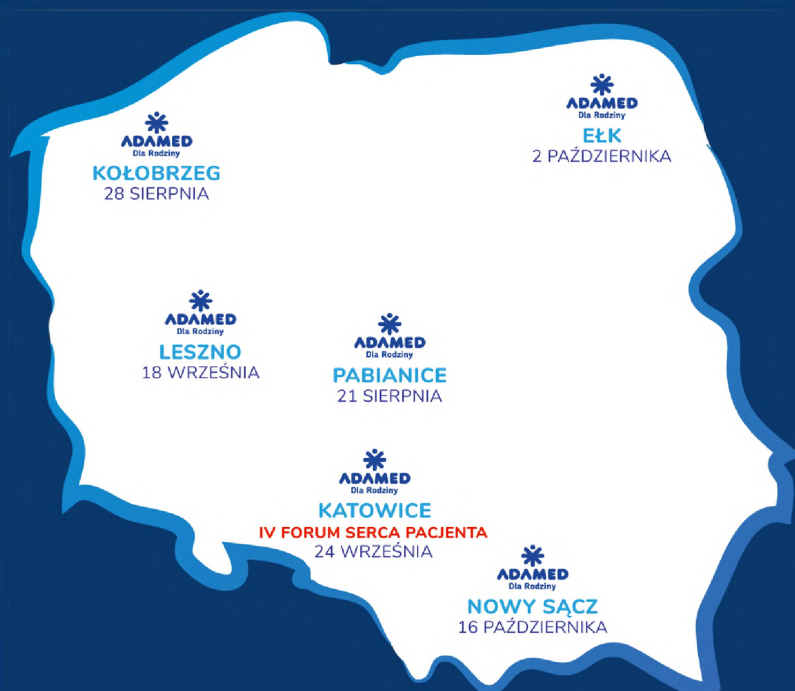 ADAMED
Dla Rodziny
EŁK
2 PAŹDZIERNIKA
ADAMED
Dla Rodziny
KOŁOBRZEG
28 SIERPNIA
ADAMED
Dla Rodziny
LESZNO
18 WRZEŚNIA
ADAMED
Dla Rodziny
PABIANICE
21 SIERPNIA
ADAMED
Dla Rodziny
KATOWICE
IV FORUM SERCA PACJENTA
24 WRZEŚNIA
ADAMED
Dla Rodziny
NOWY SĄCZ
16 PAŹDZIERNIKA